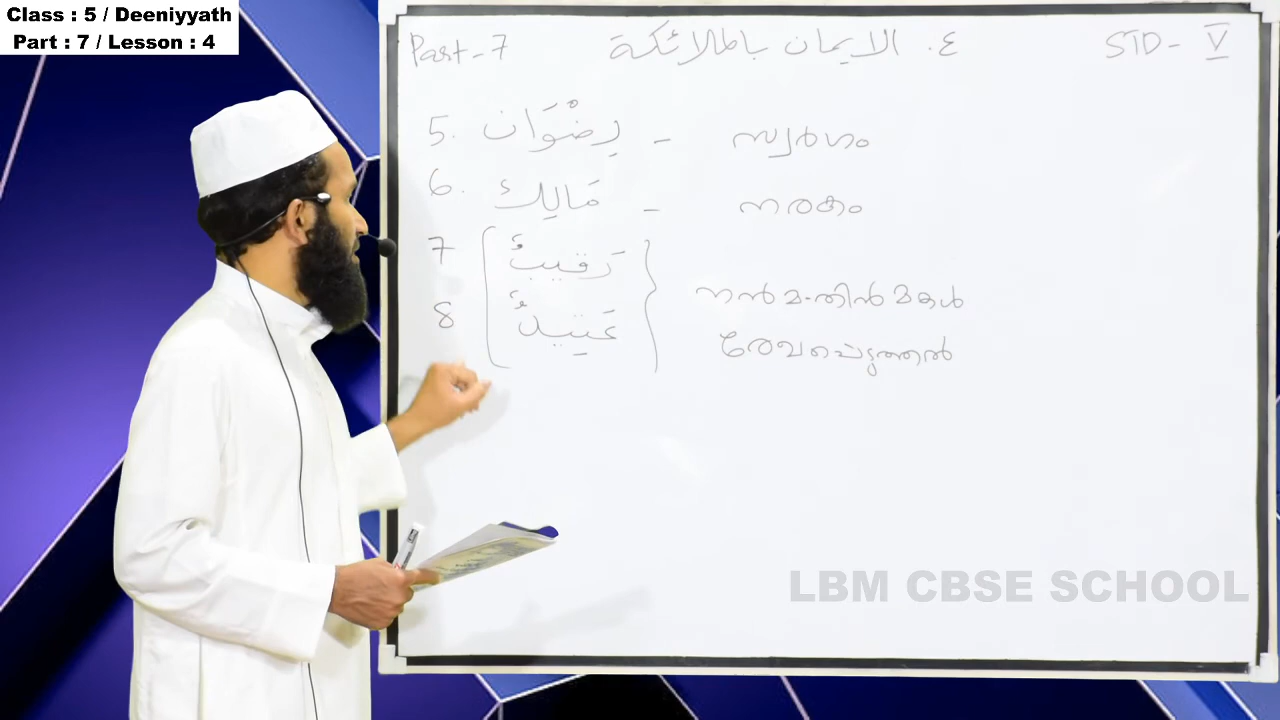 Class : 5 / Deeniyyath
Part : 7 / Lesson : 4
Part - 7 ٤. الايمان بالملائكة STD - V
5. رِضْوَان - സ്വർഗം
6. مَالِك - നരകം
7 رَقيبٌ
8 عَتِيدٌ
നൻമ-തിൻമകൾ
രേഖപ്പെടുത്തൽ
LBM CBSE SCHOOL